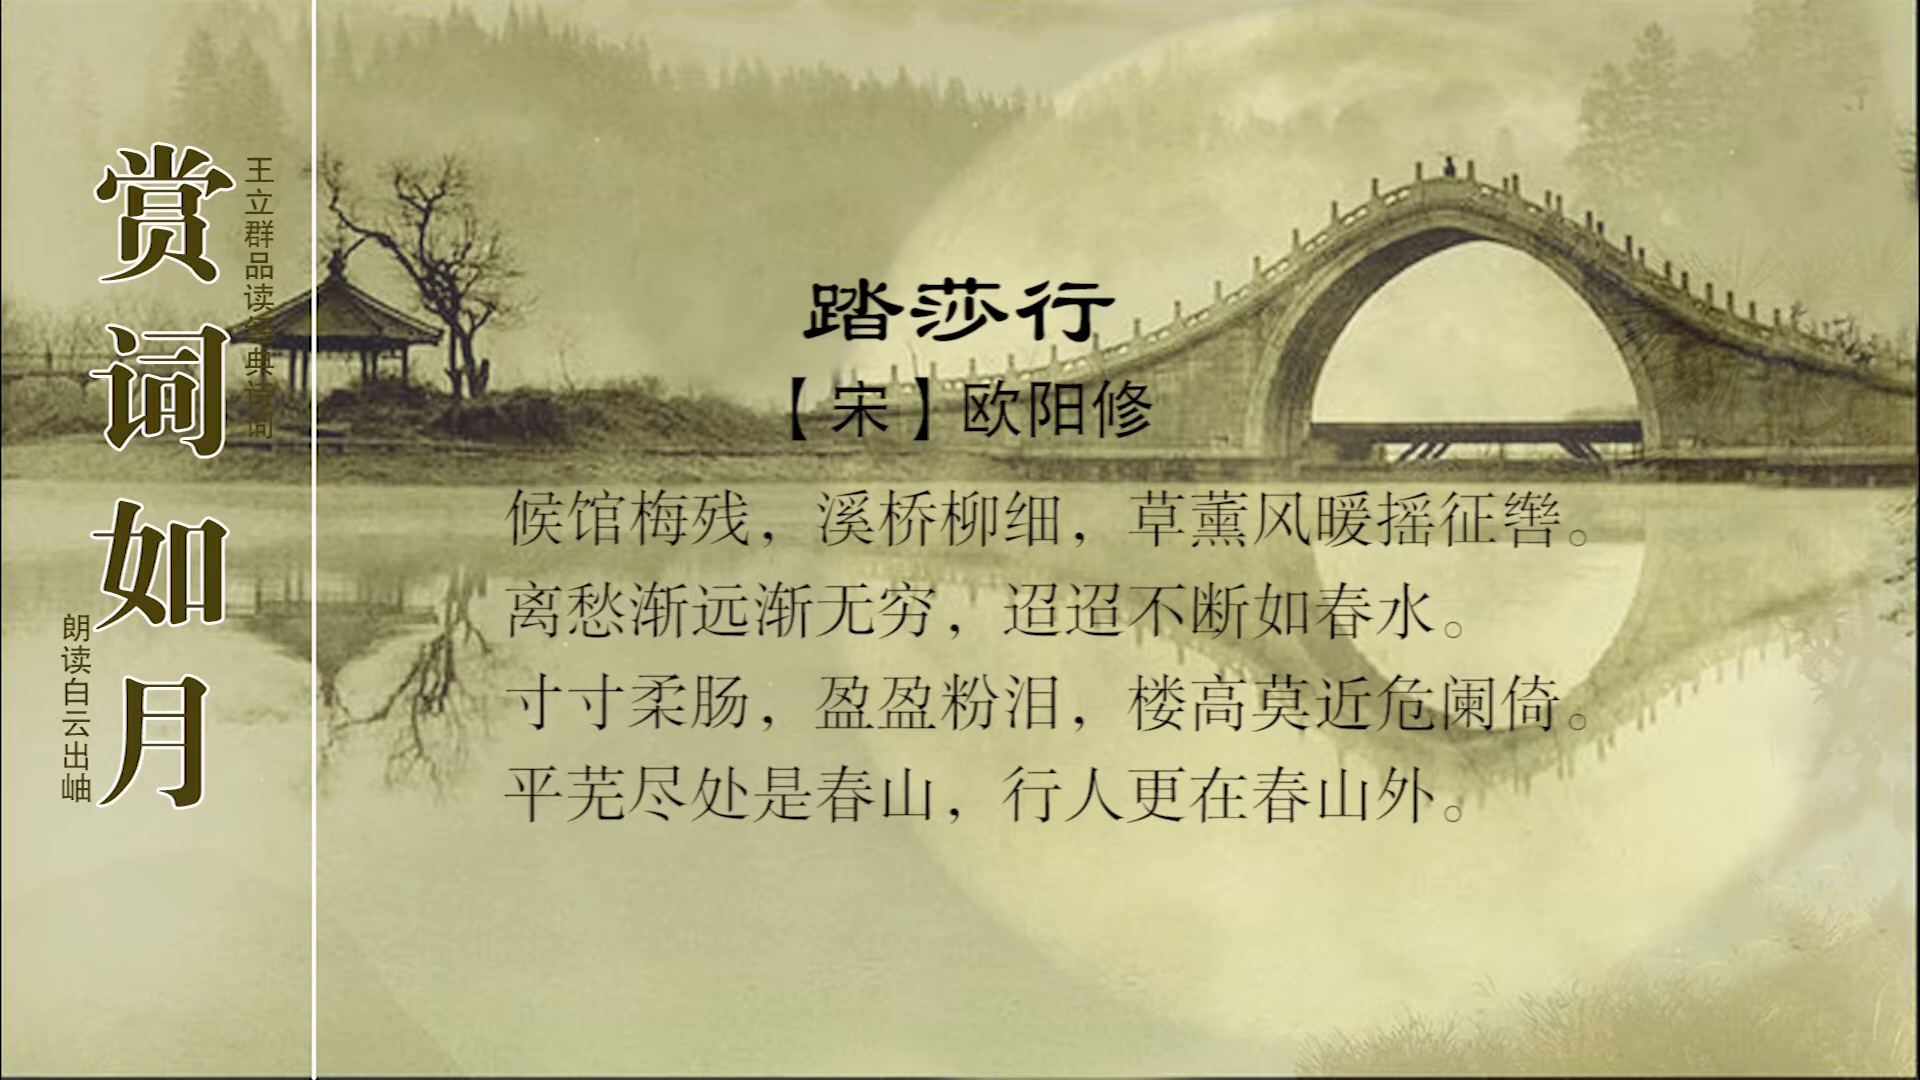 赏词如月
王立群品读经典诗词
朗读白云出岫
踏莎行
【宋】欧阳修
候馆梅残，溪桥柳细，草薰风暖摇征辔。
离愁渐远渐无穷，迢迢不断如春水。
寸寸柔肠，盈盈粉泪，楼高莫近危阑倚。
平芜尽处是春山，行人更在春山外。